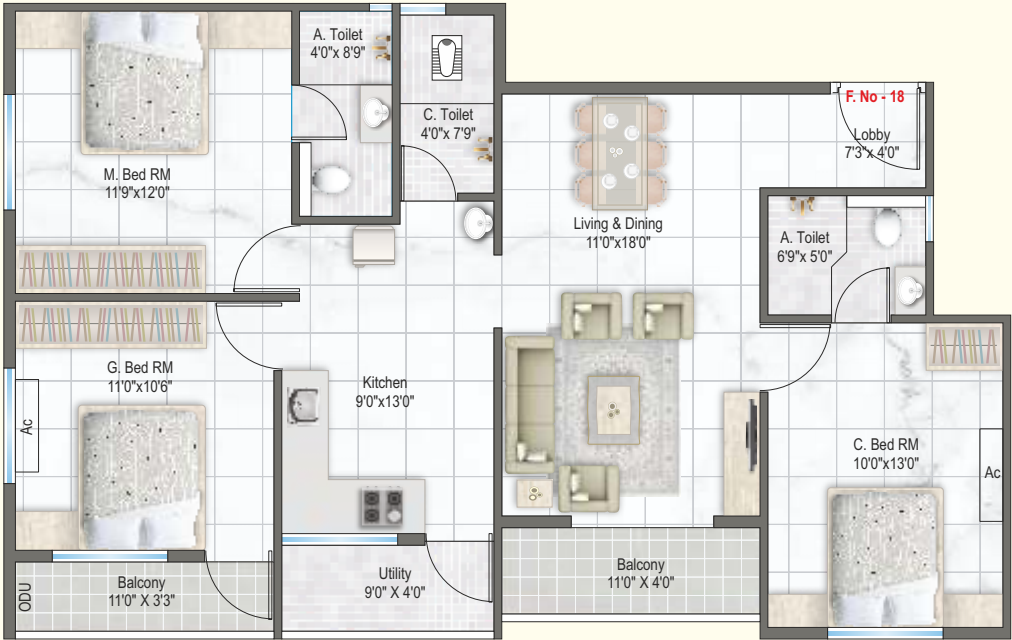 A. Toilet
4'0"x 8'9"
C. Toilet
4'0"x 7'9"
F. No - 18
Lobby
7'3"x 4'0"
M. Bed RM
11'9"x12'0"
Living & Dining
11'0"x18'0"
A. Toilet
6'9"x 5'0"
G. Bed RM
11'0"x10'6"
Ac
Kitchen
9'0"x13'0"
C. Bed RM
10'0"x13'0"
Ac
ODU
Balcony
11'0" X 3'3"
Utility
9'0" X 4'0"
Balcony
11'0" X 4'0"